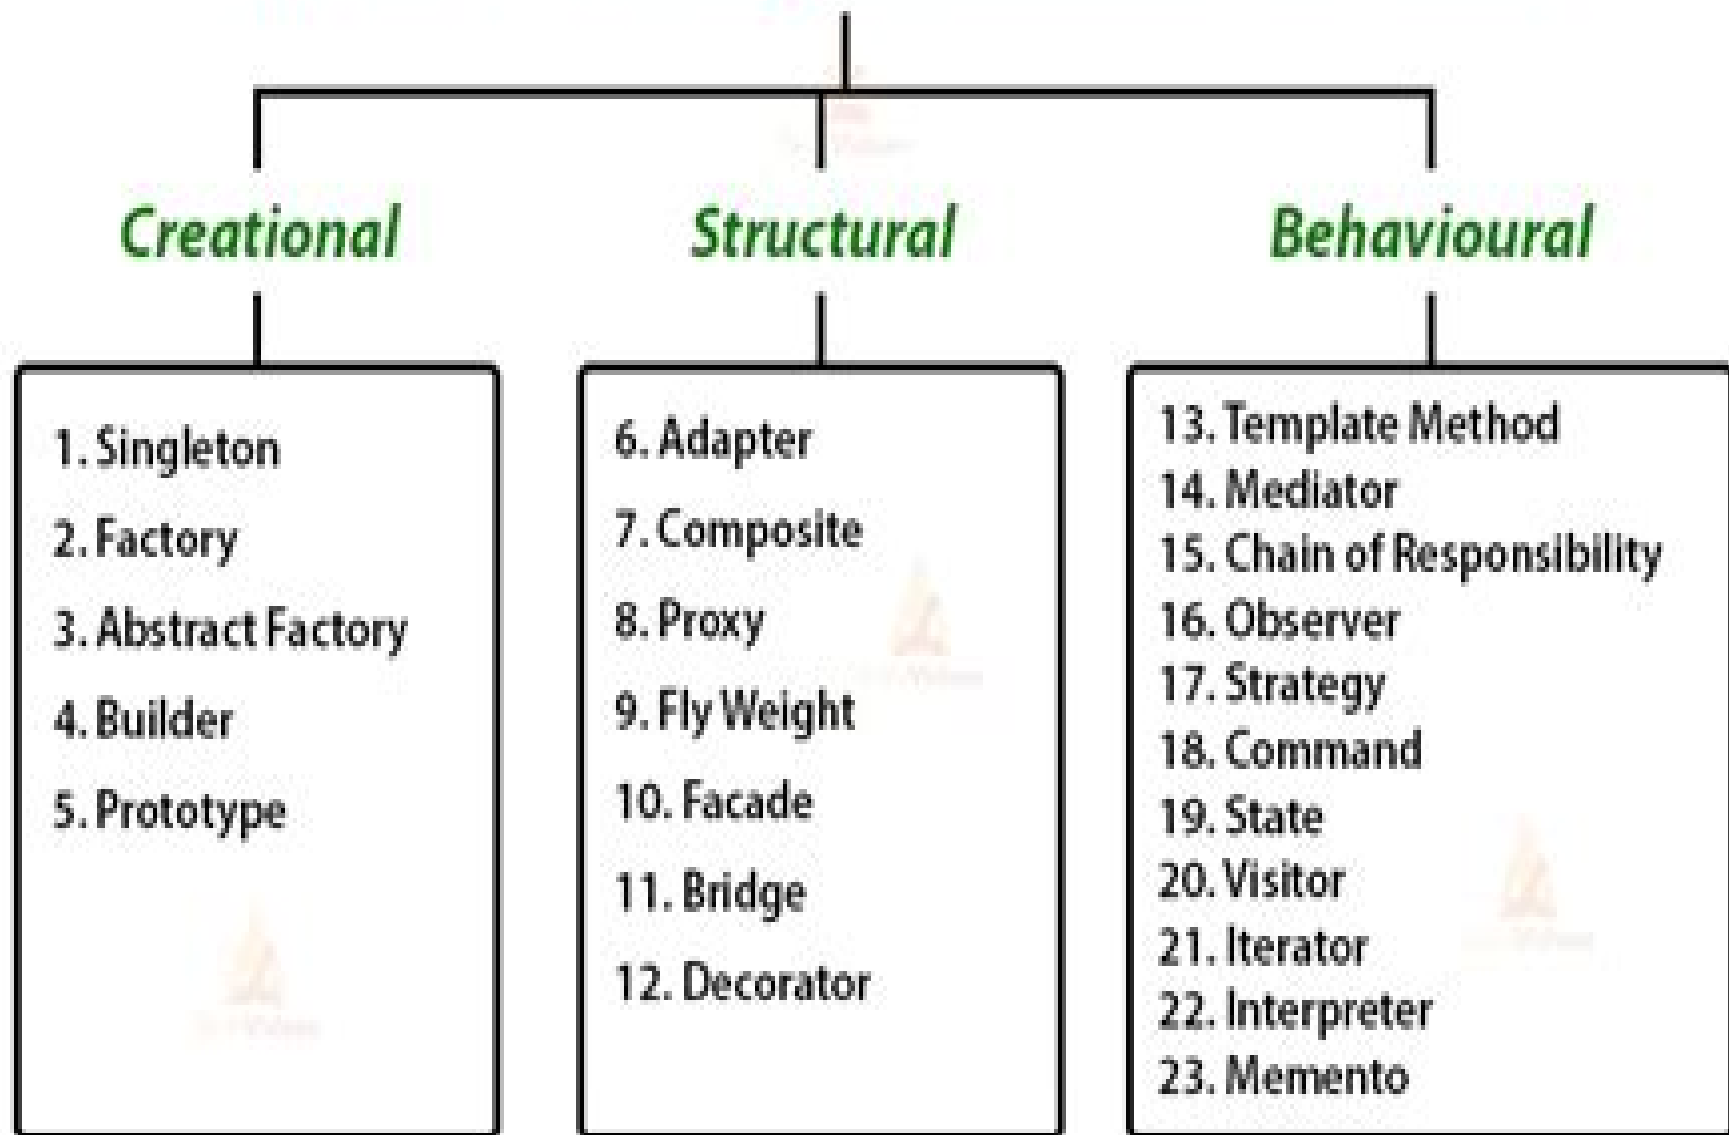 Creational
Structural
Behavioural
1. Singleton
2. Factory
3. Abstract Factory
4. Builder
5. Prototype
6. Adapter
7. Composite
8. Proxy
9. Fly Weight
10. Facade
11. Bridge
12. Decorator
13. Template Method
14. Mediator
15. Chain of Responsibility
16. Observer
17. Strategy
18. Command
19. State
20. Visitor
21. Iterator
22. Interpreter
23. Memento